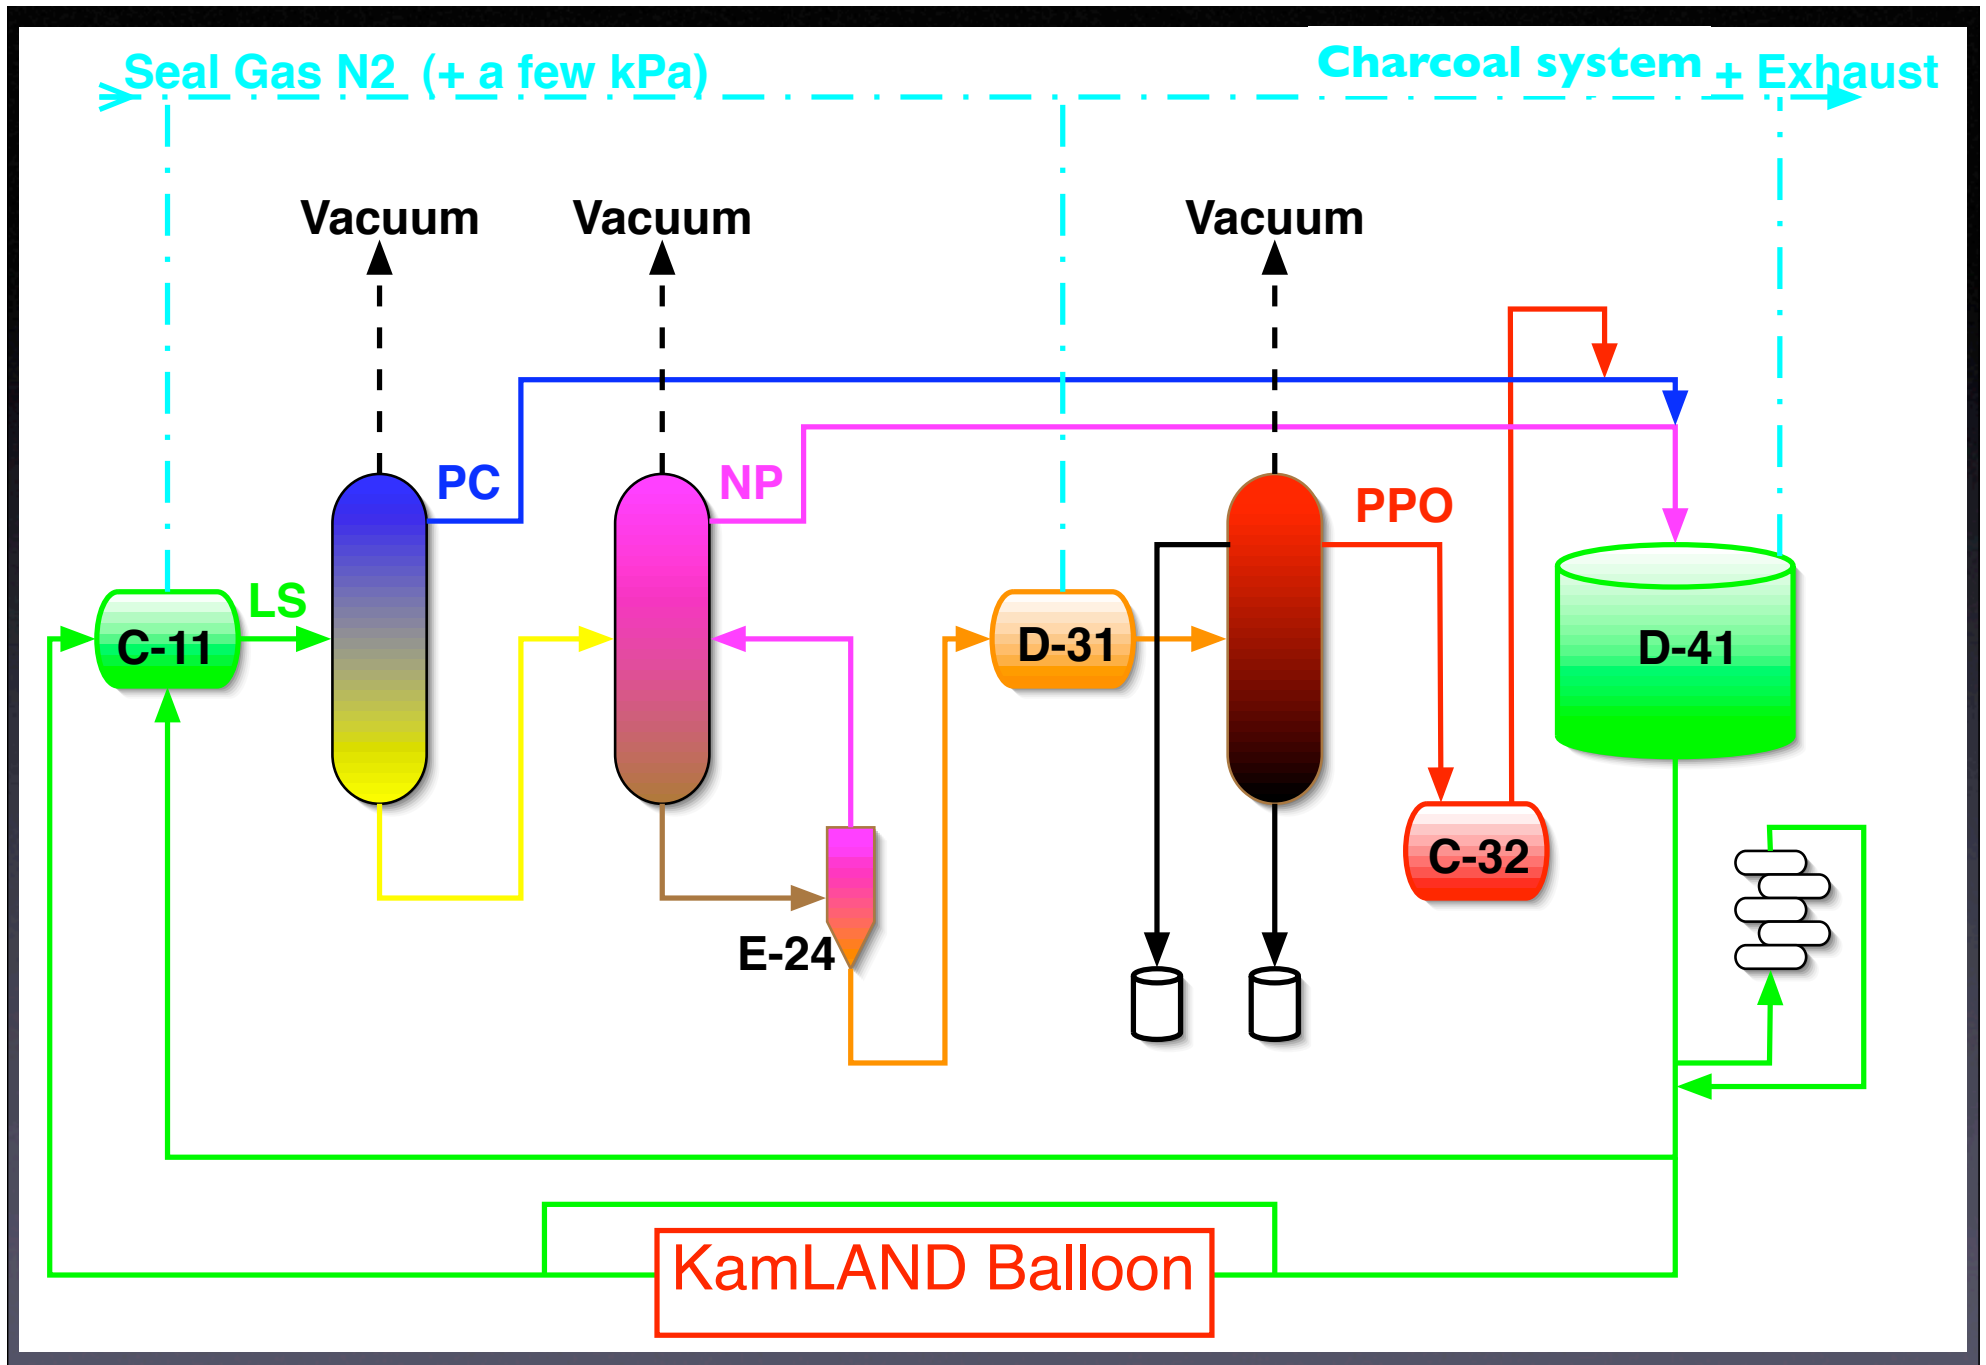 Seal Gas N2 (+ a few kPa)
Charcoal system + Exhaust
Vacuum
Vacuum
Vacuum
PC
NP
PPO
LS
C-11
D-31
D-41
C-32
E-24
KamLAND Balloon